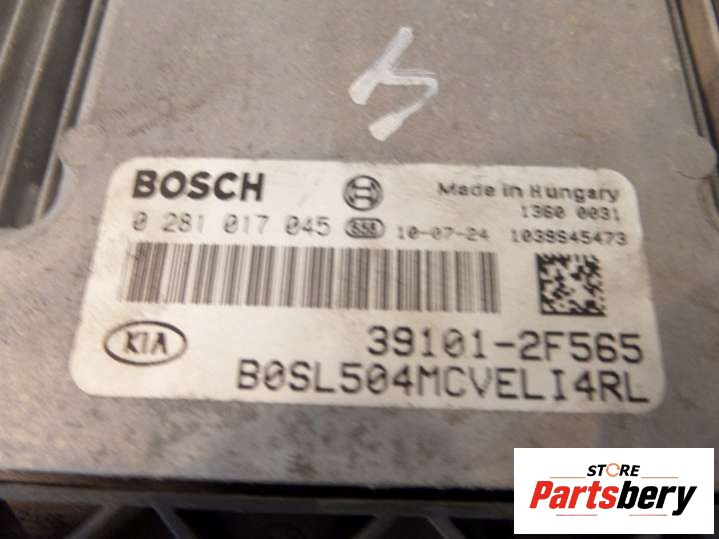 BOSCH
Made in Hungary
1360 0031
0 281 017 045
10-07-24
1039S45473
KIA
39101-2F565
B0SL504MCVELI4RL
STORE
Partsbery